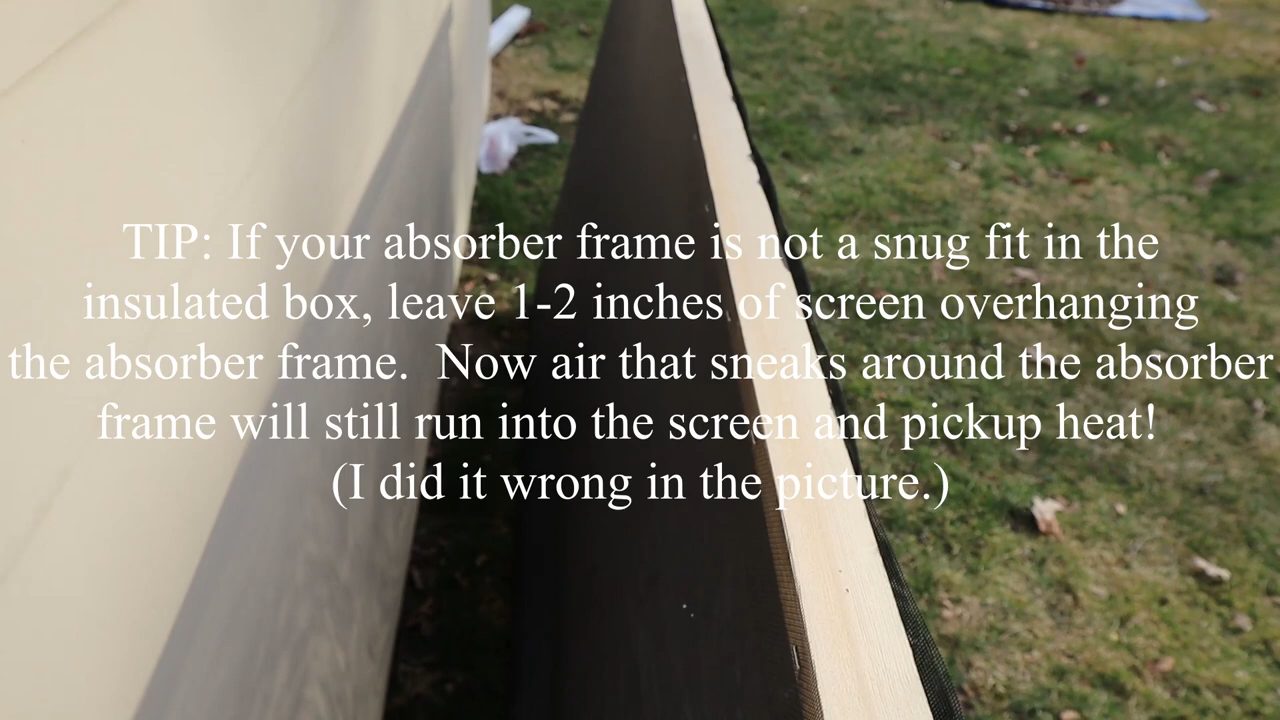 TIP: If your absorber frame is not a snug fit in the
insulated box, leave 1-2 inches of screen overhanging
the absorber frame.  Now air that sneaks around the absorber
frame will still run into the screen and pickup heat!
(I did it wrong in the picture.)